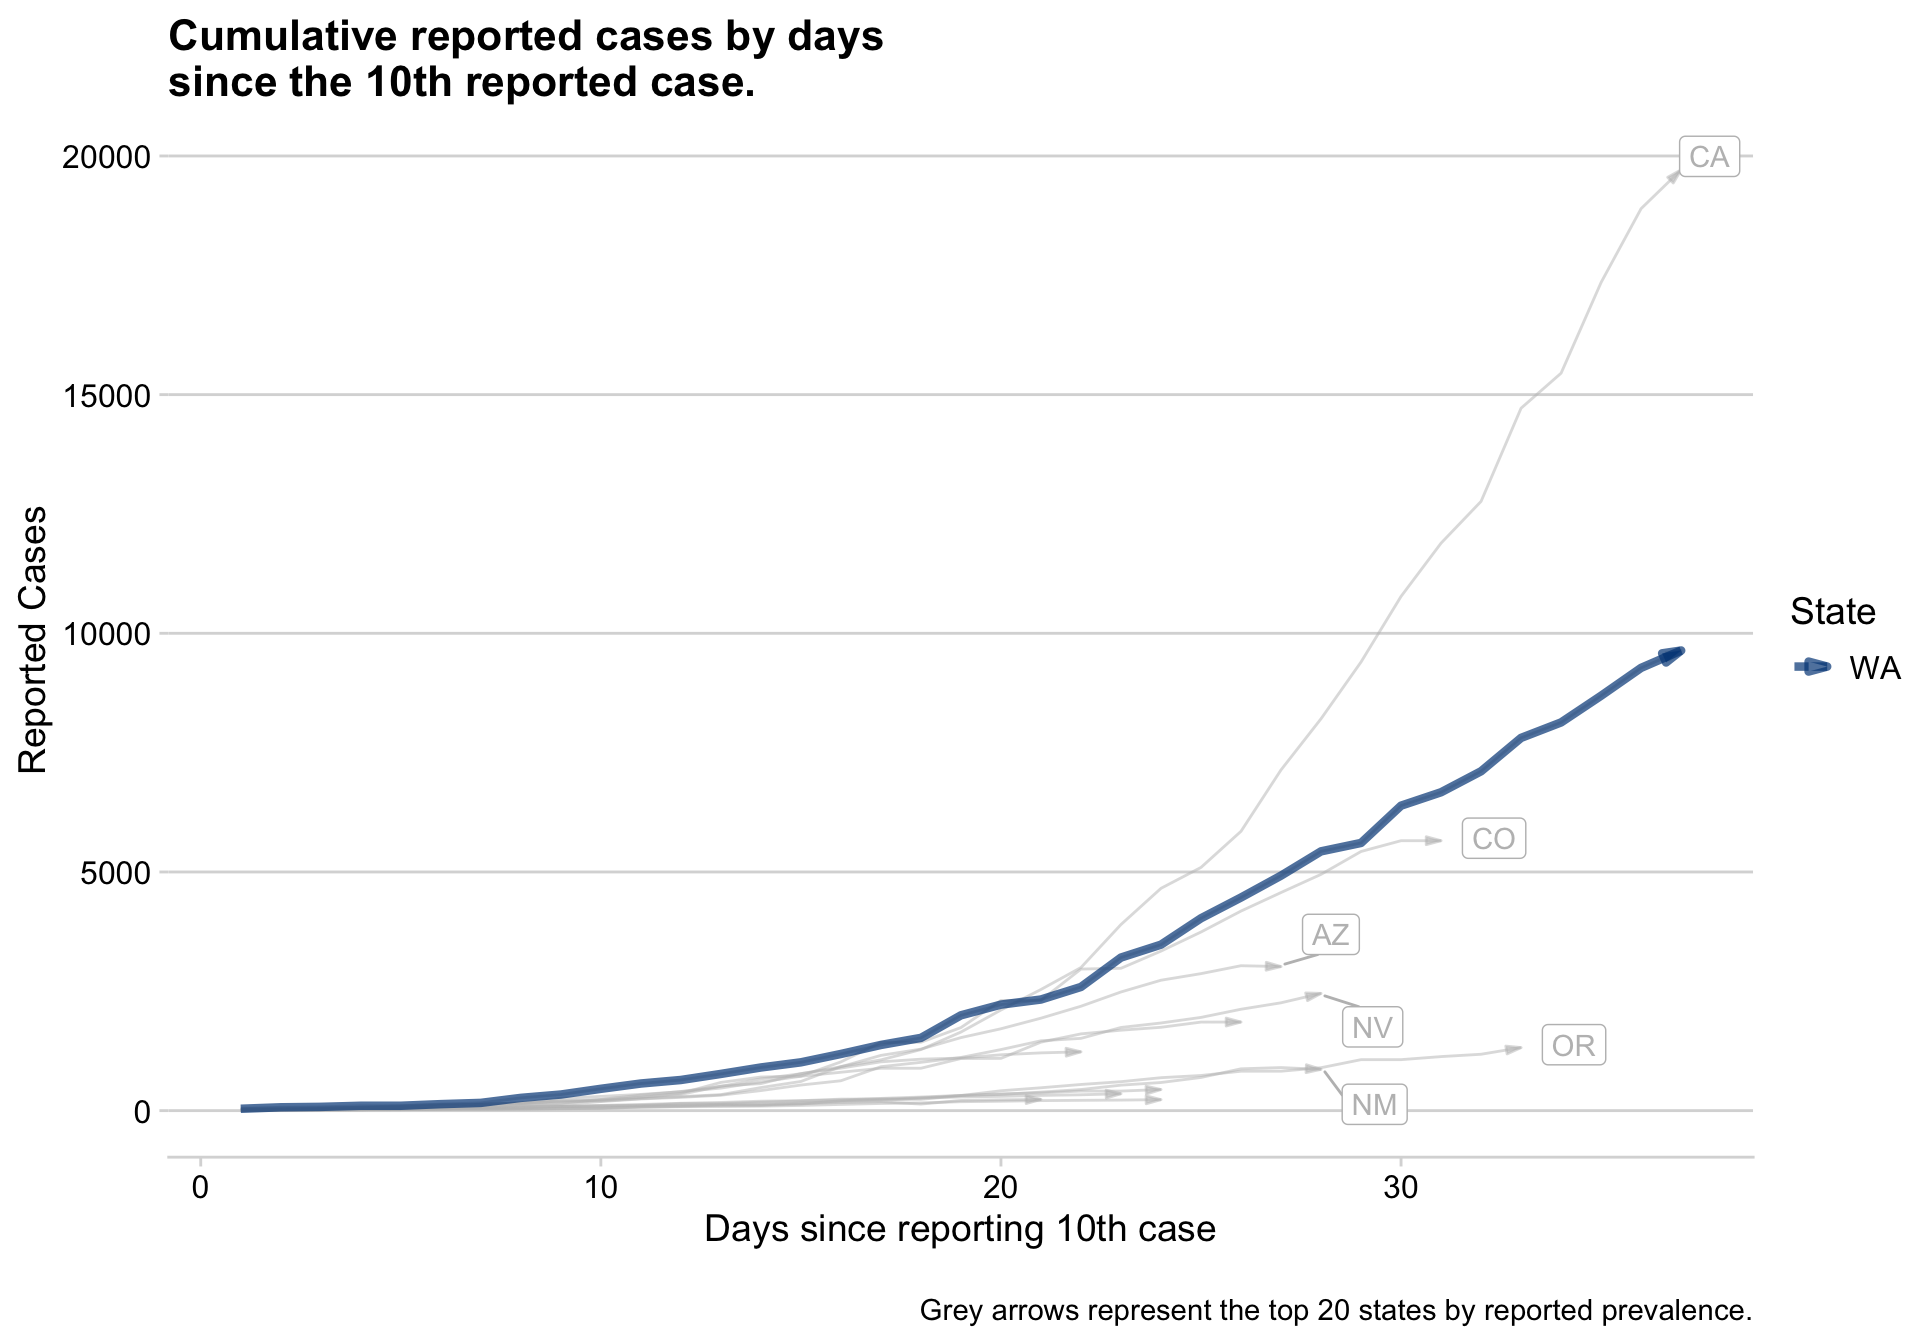 Cumulative reported cases by days
since the 10th reported case.
20000
15000
10000
5000
0
Reported Cases
CA
CO
AZ
NV
OR
NM
State
WA
0
10
20
30
Days since reporting 10th case
Grey arrows represent the top 20 states by reported prevalence.